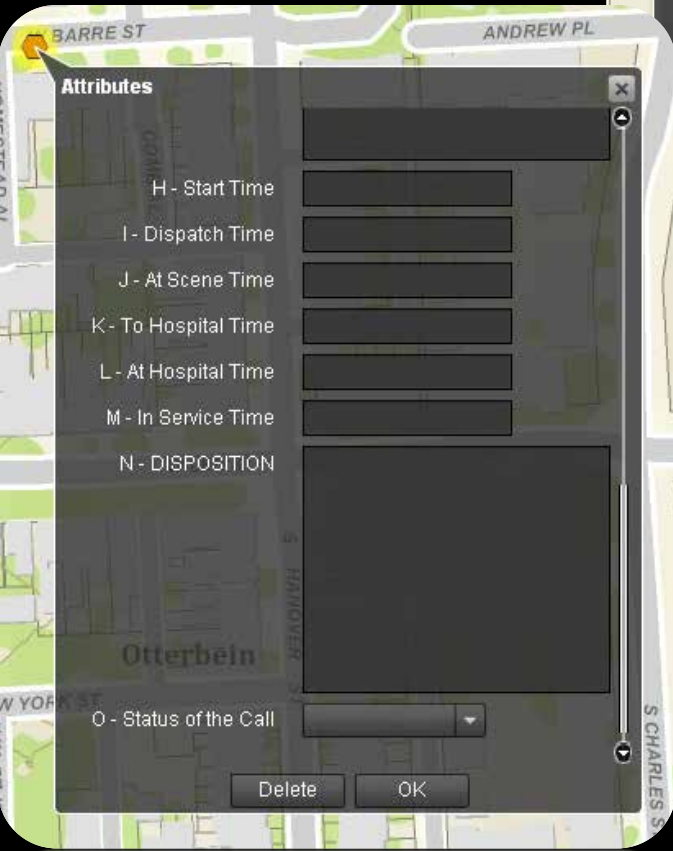 BARRE ST
ANDREW PL
Attributes
H - Start Time
I - Dispatch Time
J - At Scene Time
K - To Hospital Time
L - At Hospital Time
M - In Service Time
N - DISPOSITION
S HANOVER ST
Otterbein
W YORK ST
O - Status of the Call
S CHARLES S
Delete
OK